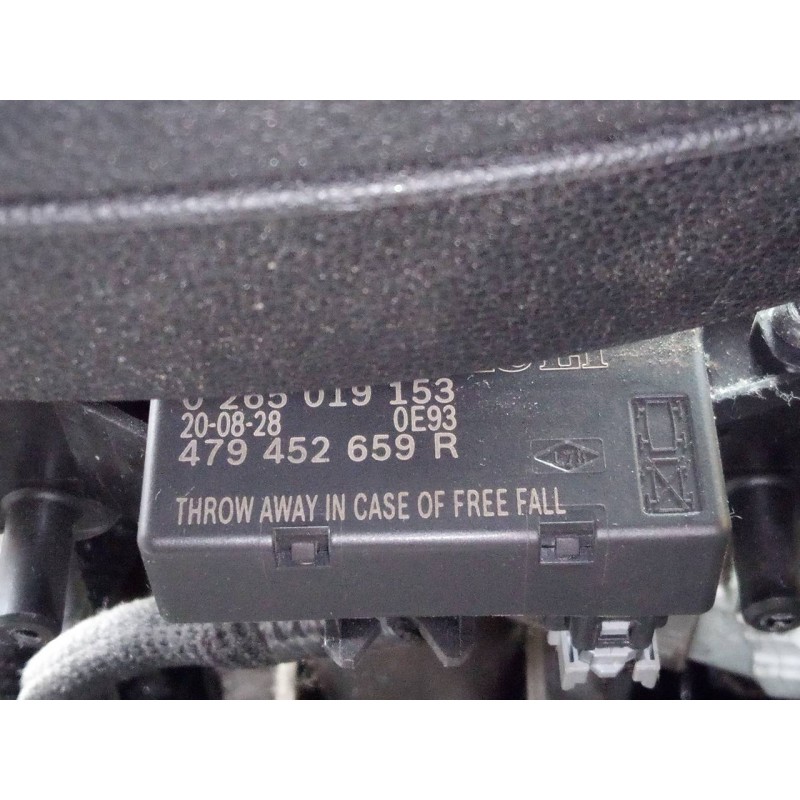 0 265 019 153
20-08-28 0E93
479 452 659 R
THROW AWAY IN CASE OF FREE FALL